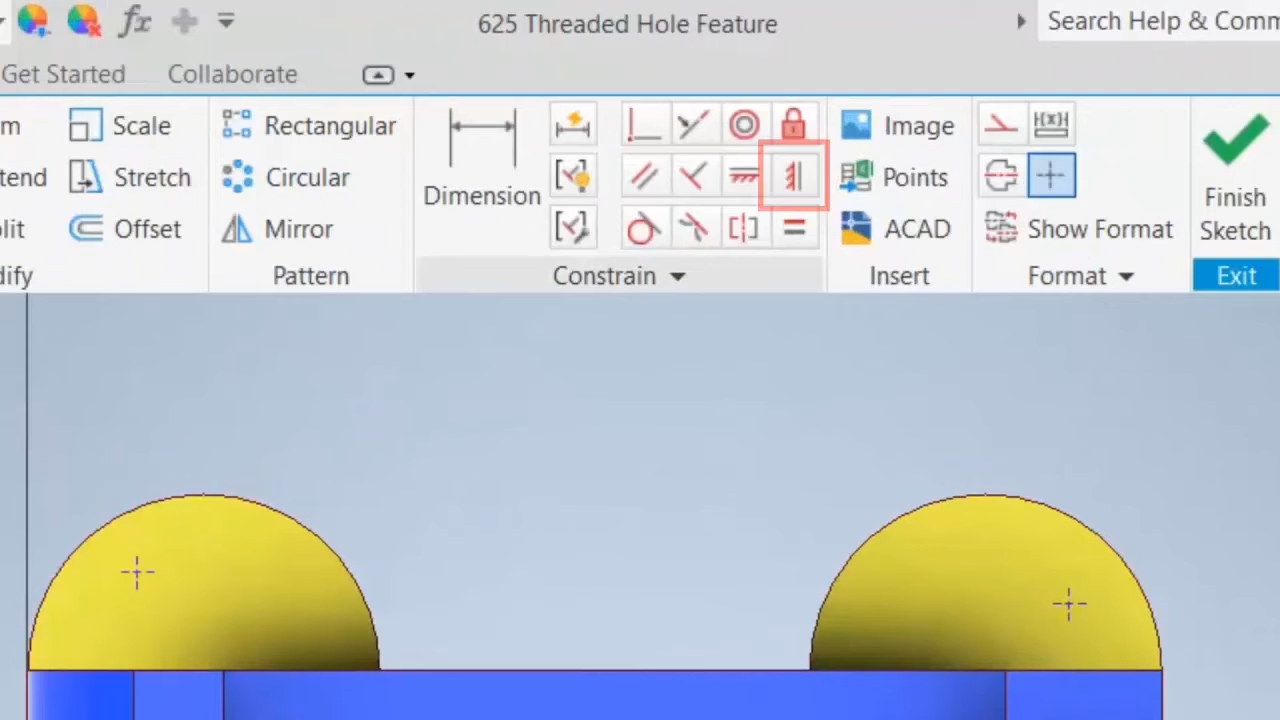 fx
625 Threaded Hole Feature
Search Help & Comm
Get Started
Collaborate
m
Scale
Rectangular
Image
tend
Stretch
Circular
Dimension
Points
Finish
Sketch
lit
Offset
Mirror
ACAD
Show Format
dify
Pattern
Constrain
Insert
Format
Exit